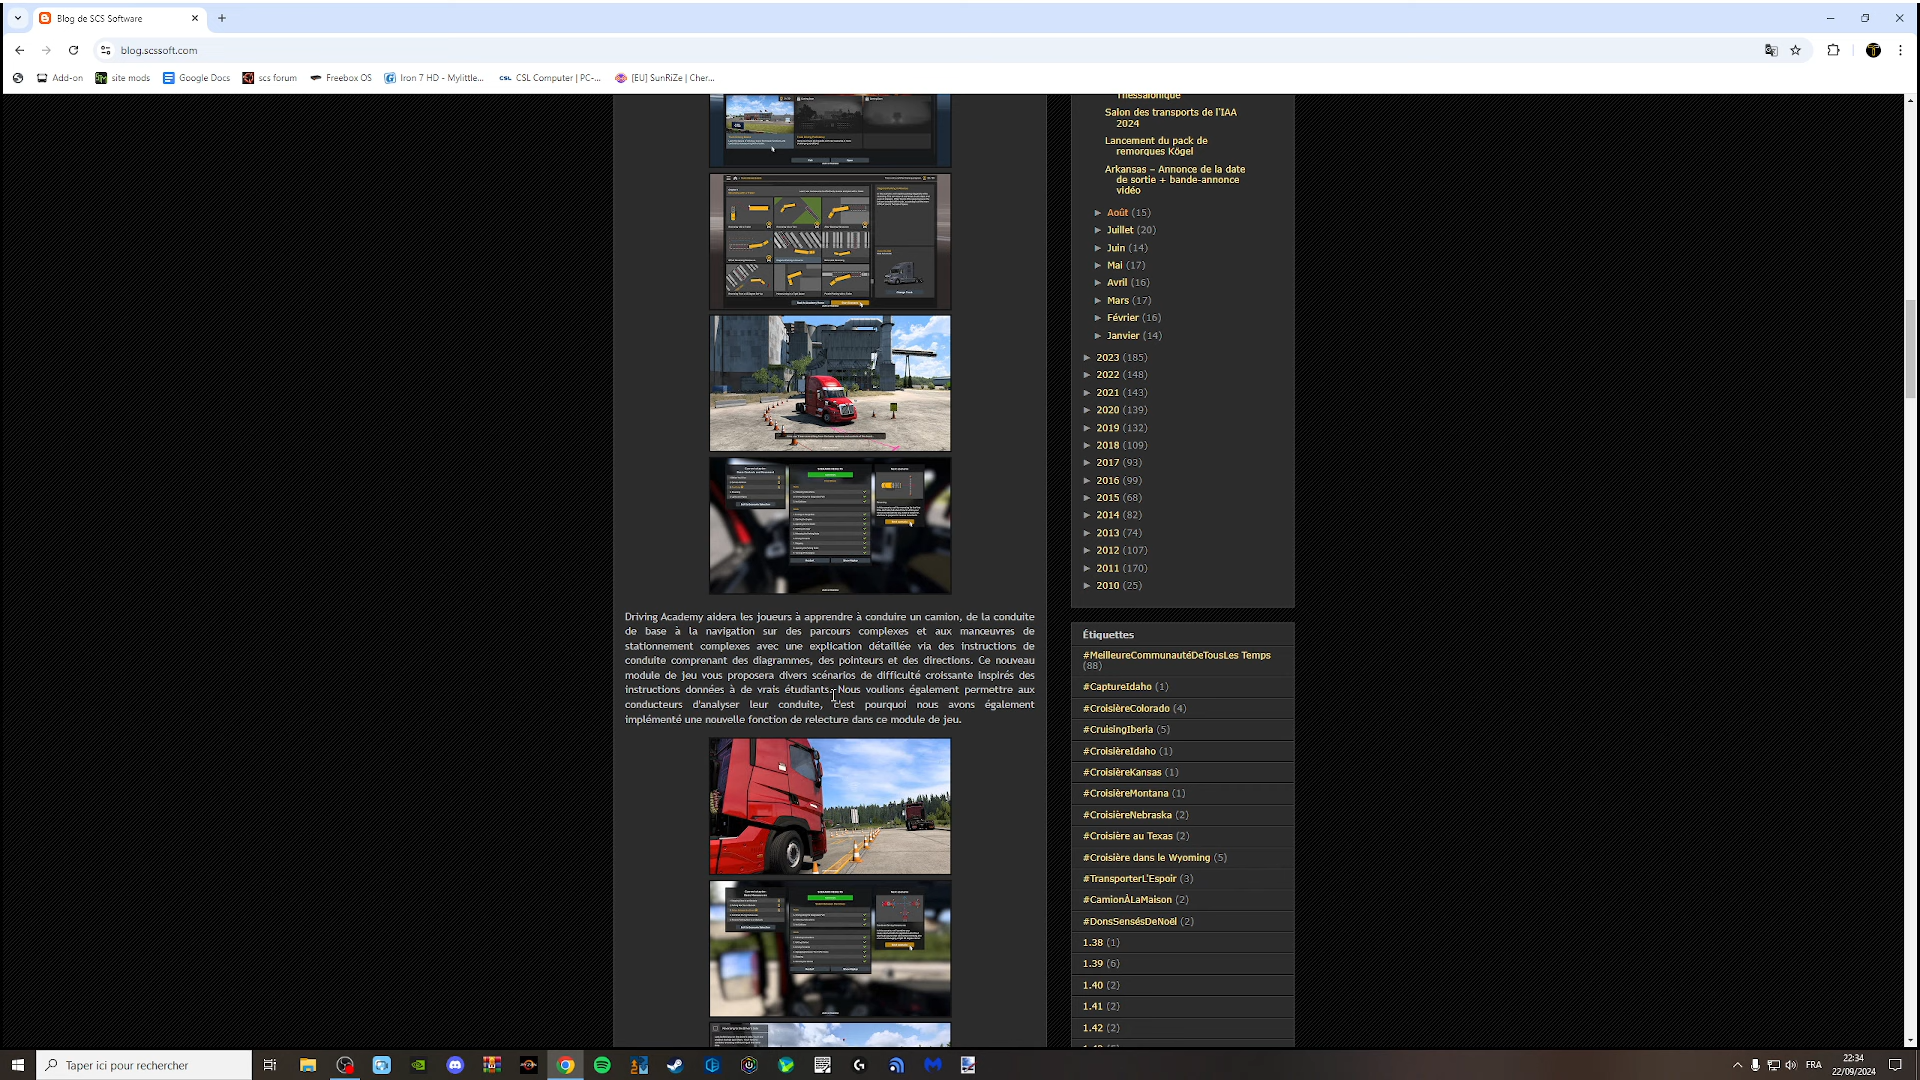 Blog de SCS Software
blog.scssoft.com
Add-on
site mods
Google Docs
scs forum
Freebox OS
Iron 7 HD - Mylittle...
CSL Computer | PC-...
[EU] SunRiZe | Cher...
Thessalonique
Salon des transports de l'IAA
2024
Lancement du pack de
remorques Kögel
Arkansas – Annonce de la date
de sortie + bande-annonce
vidéo
► Août (15)
► Juillet (20)
► Juin (14)
► Mai (17)
► Avril (16)
► Mars (17)
► Février (16)
► Janvier (14)
► 2023 (185)
► 2022 (148)
► 2021 (143)
► 2020 (139)
► 2019 (132)
► 2018 (109)
► 2017 (93)
► 2016 (99)
► 2015 (68)
► 2014 (82)
► 2013 (74)
► 2012 (107)
► 2011 (170)
► 2010 (25)
Driving Academy aidera les joueurs à apprendre à conduire un camion, de la conduite
de base à la navigation sur des parcours complexes et aux manœuvres de
stationnement complexes avec une explication détaillée via des instructions de
conduite comprenant des diagrammes, des pointeurs et des directions. Ce nouveau
module de jeu vous proposera divers scénarios de difficulté croissante inspirés des
instructions données à de vrais étudiants. Nous voulions également permettre aux
conducteurs d'analyser leur conduite, c'est pourquoi nous avons également
implémenté une nouvelle fonction de relecture dans ce module de jeu.
Étiquettes
#MeilleureCommunautéDeTousLes Temps
(88)
#CaptureIdaho (1)
#CroisièreColorado (4)
#CruisingIberia (5)
#CroisièreIdaho (1)
#CroisièreKansas (1)
#CroisièreMontana (1)
#CroisièreNebraska (2)
#Croisière au Texas (2)
#Croisière dans le Wyoming (5)
#TransporterL'Espoir (3)
#CamionÀLaMaison (2)
#DonsSensésDeNoël (2)
1.38 (1)
1.39 (6)
1.40 (2)
1.41 (2)
1.42 (2)
Taper ici pour rechercher
FRA
22:34
22/09/2024